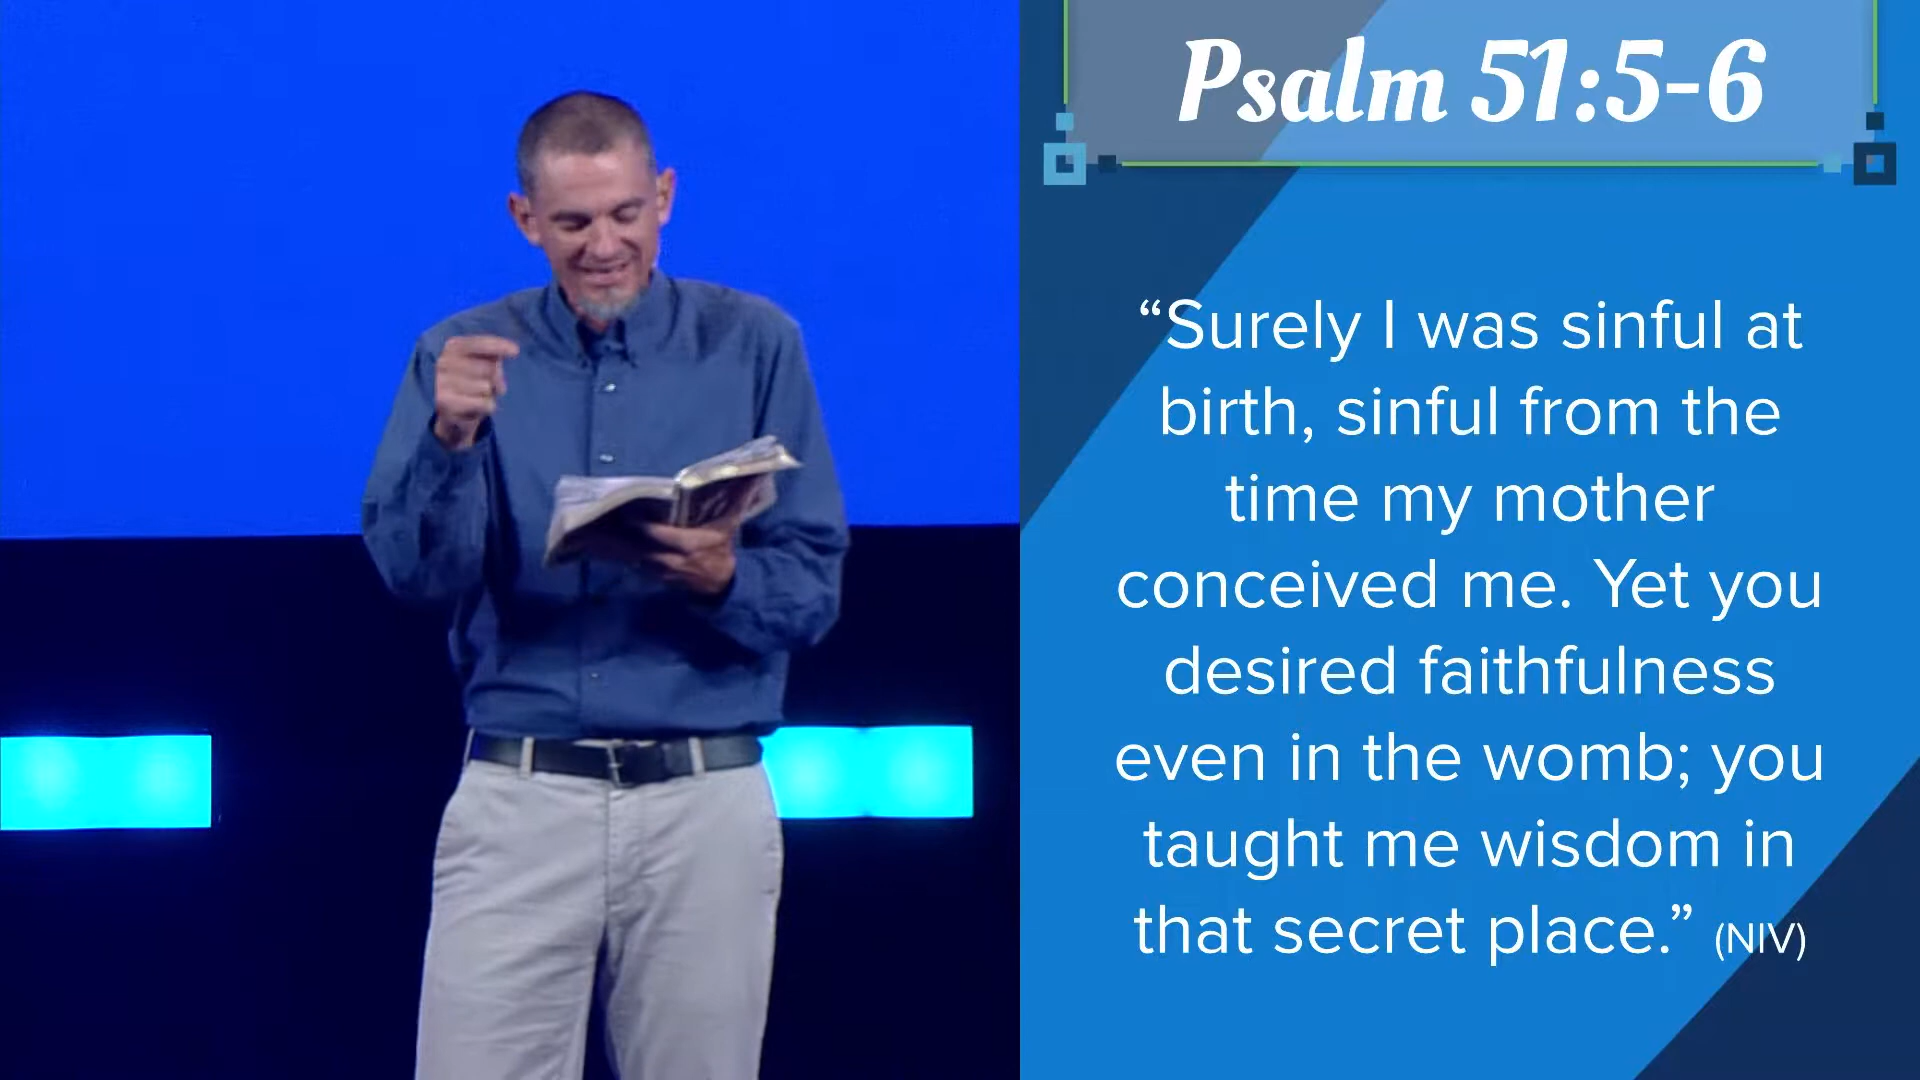 Psalm 51:5-6
“Surely I was sinful at
birth, sinful from the
time my mother
conceived me. Yet you
desired faithfulness
even in the womb; you
taught me wisdom in
that secret place.” (NIV)